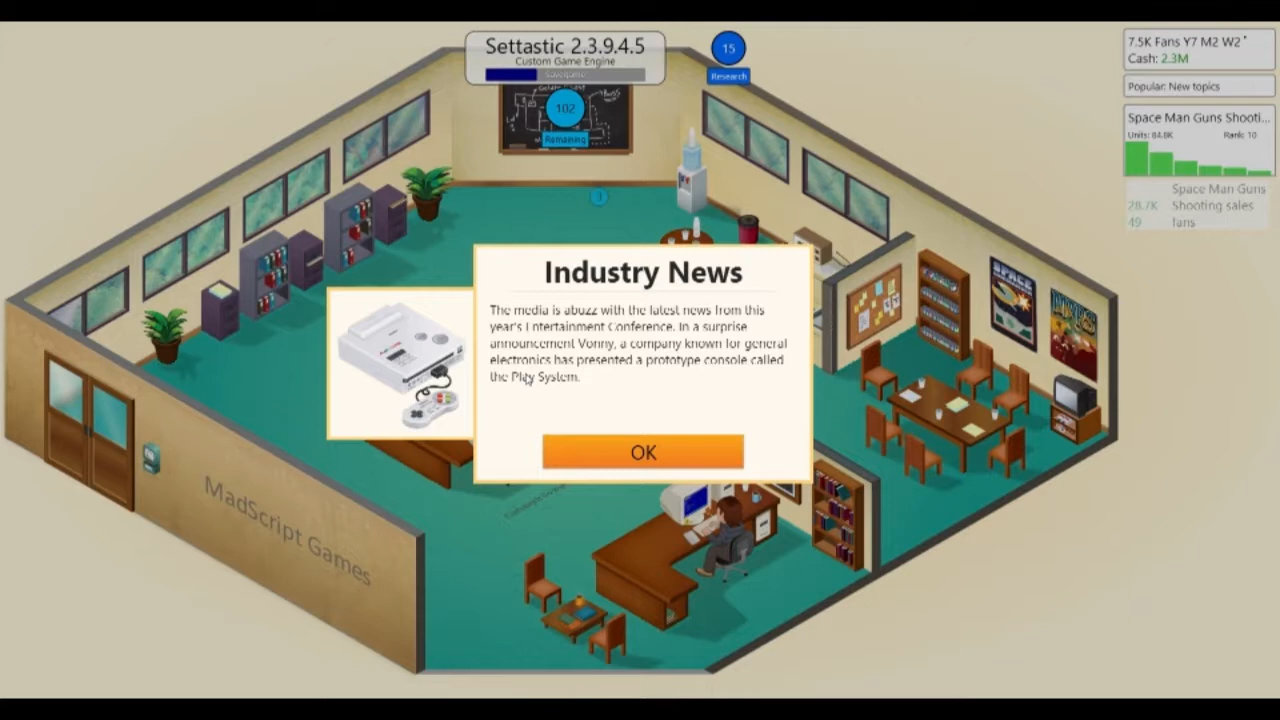 Settastic 2.3.9.4.5
Custom Game Engine
Savegame
102
Remaining
15
Research
7.5K Fans Y7 M2 W2
Cash: 2.3M
Popular: New topics
Space Man Guns Shooti...
Units: 84.8K Rank: 10
Space Man Guns
28.7K Shooting sales
49 fans
SPACE
Industry News
The media is abuzz with the latest news from this
year's Entertainment Conference. In a surprise
announcement Vonny, a company known for general
electronics has presented a prototype console called
the Play System.
OK
MadScript Games